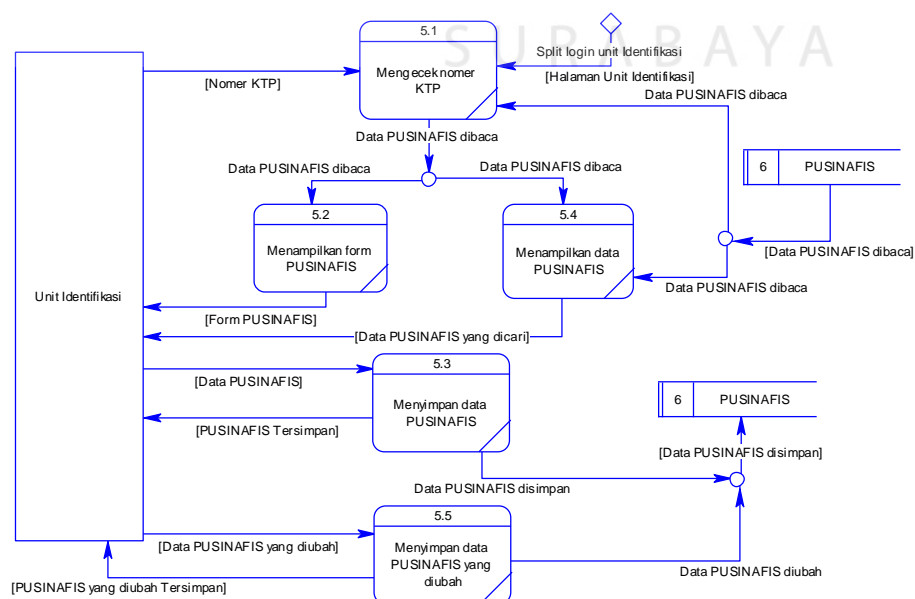 SURABAYA
5.1
Mengecek nomer
KTP
Split login unit Identifikasi
[Halaman Unit Identifikasi]
[Nomer KTP]
Data PUSINAFIS dibaca
Data PUSINAFIS dibaca
Data PUSINAFIS dibaca
Data PUSINAFIS dibaca
6
PUSINAFIS
5.2
Menampilkan form
PUSINAFIS
5.4
Menampilkan data
PUSINAFIS
[Data PUSINAFIS dibaca]
Data PUSINAFIS dibaca
Unit Identifikasi
[Form PUSINAFIS]
[Data PUSINAFIS yang dicari]
5.3
Menyimpan data
PUSINAFIS
[Data PUSINAFIS]
[PUSINAFIS Tersimpan]
6
PUSINAFIS
[Data PUSINAFIS disimpan]
Data PUSINAFIS disimpan
5.5
Menyimpan data
PUSINAFIS yang
diubah
[Data PUSINAFIS yang diubah]
Data PUSINAFIS diubah
[PUSINAFIS yang diubah Tersimpan]